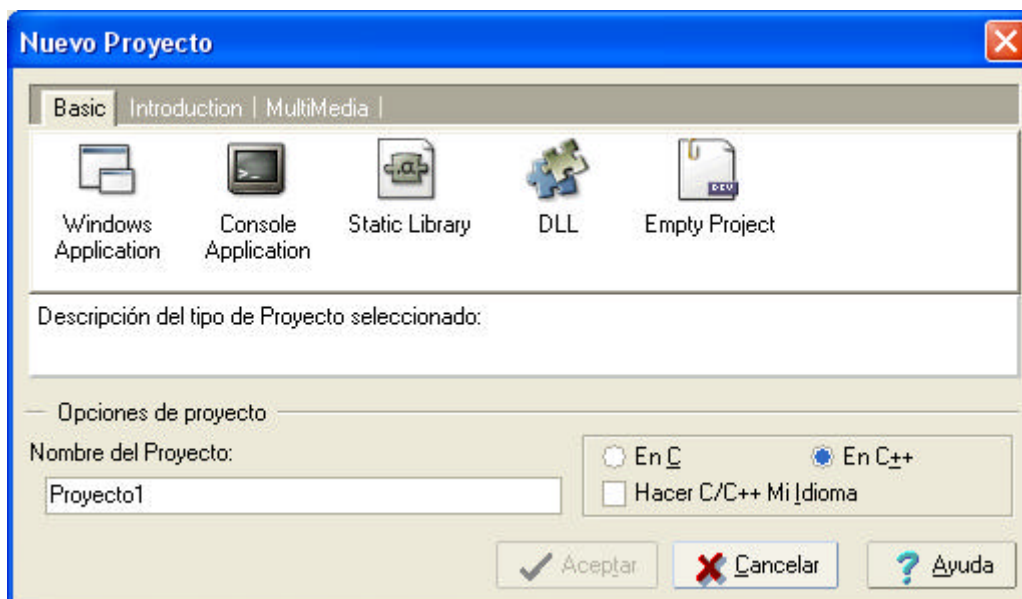 Nuevo Proyecto
Basic Introduction MultiMedia
Windows Application
Console Application
Static Library
DLL
Empty Project
Descripción del tipo de Proyecto seleccionado:
Opciones de proyecto
Nombre del Proyecto:
Proyecto1
En C
En C++
Hacer C/C++ Mi Idioma
Aceptar
Cancelar
Ayuda